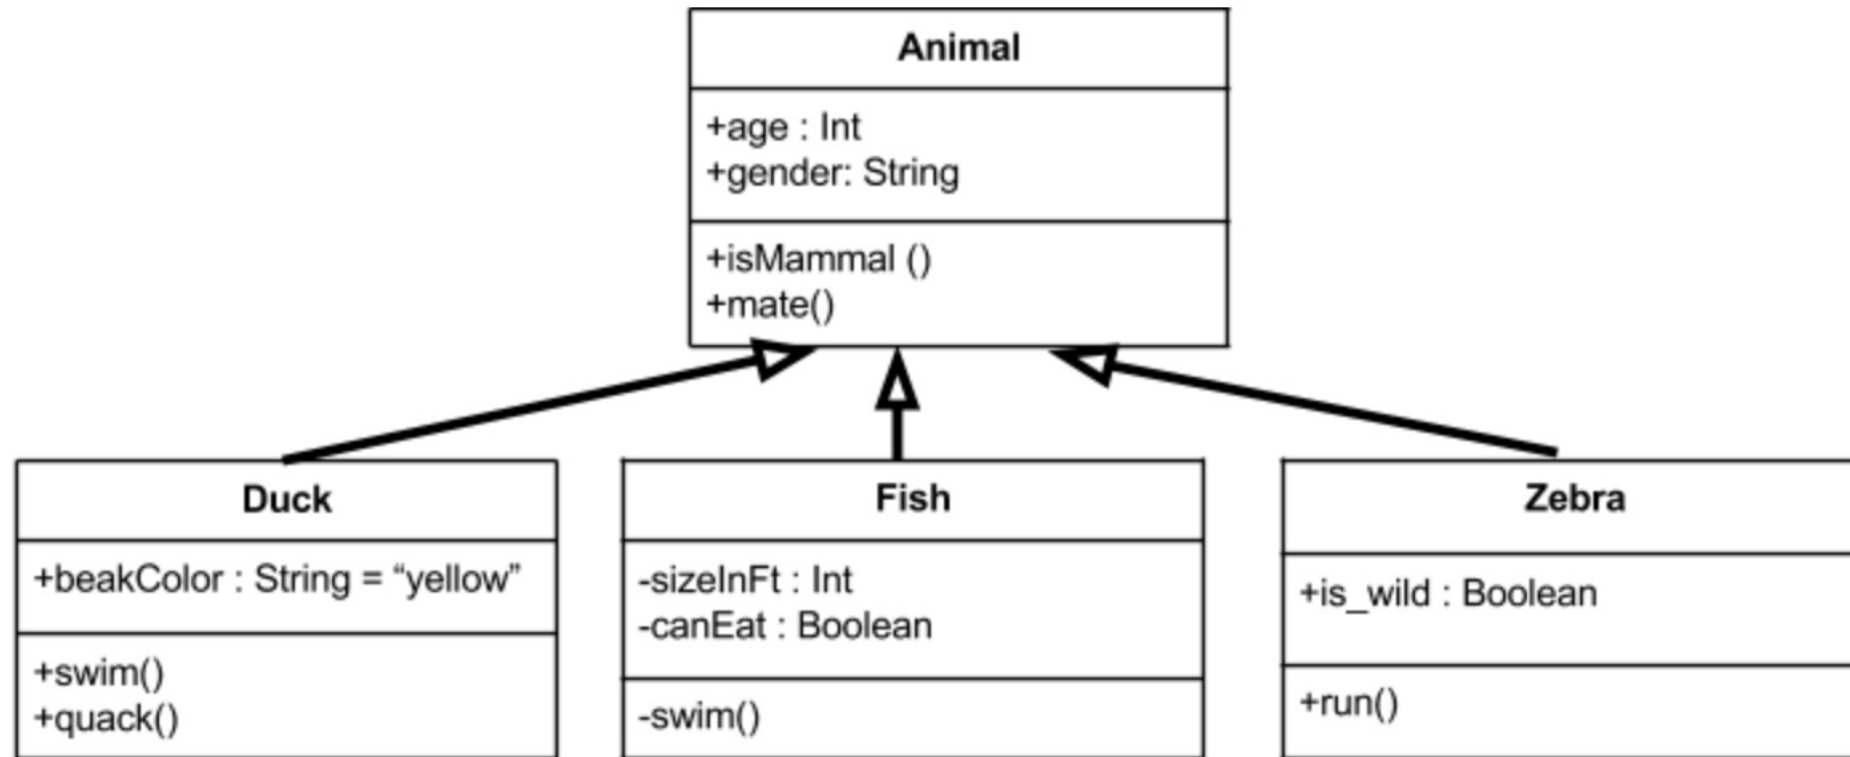 Animal
+age : Int
+gender: String
+isMammal ()
+mate()
Duck
+beakColor : String = “yellow”
+swim()
+quack()
Fish
-sizeInFt : Int
-canEat : Boolean
-swim()
Zebra
+is_wild : Boolean
+run()